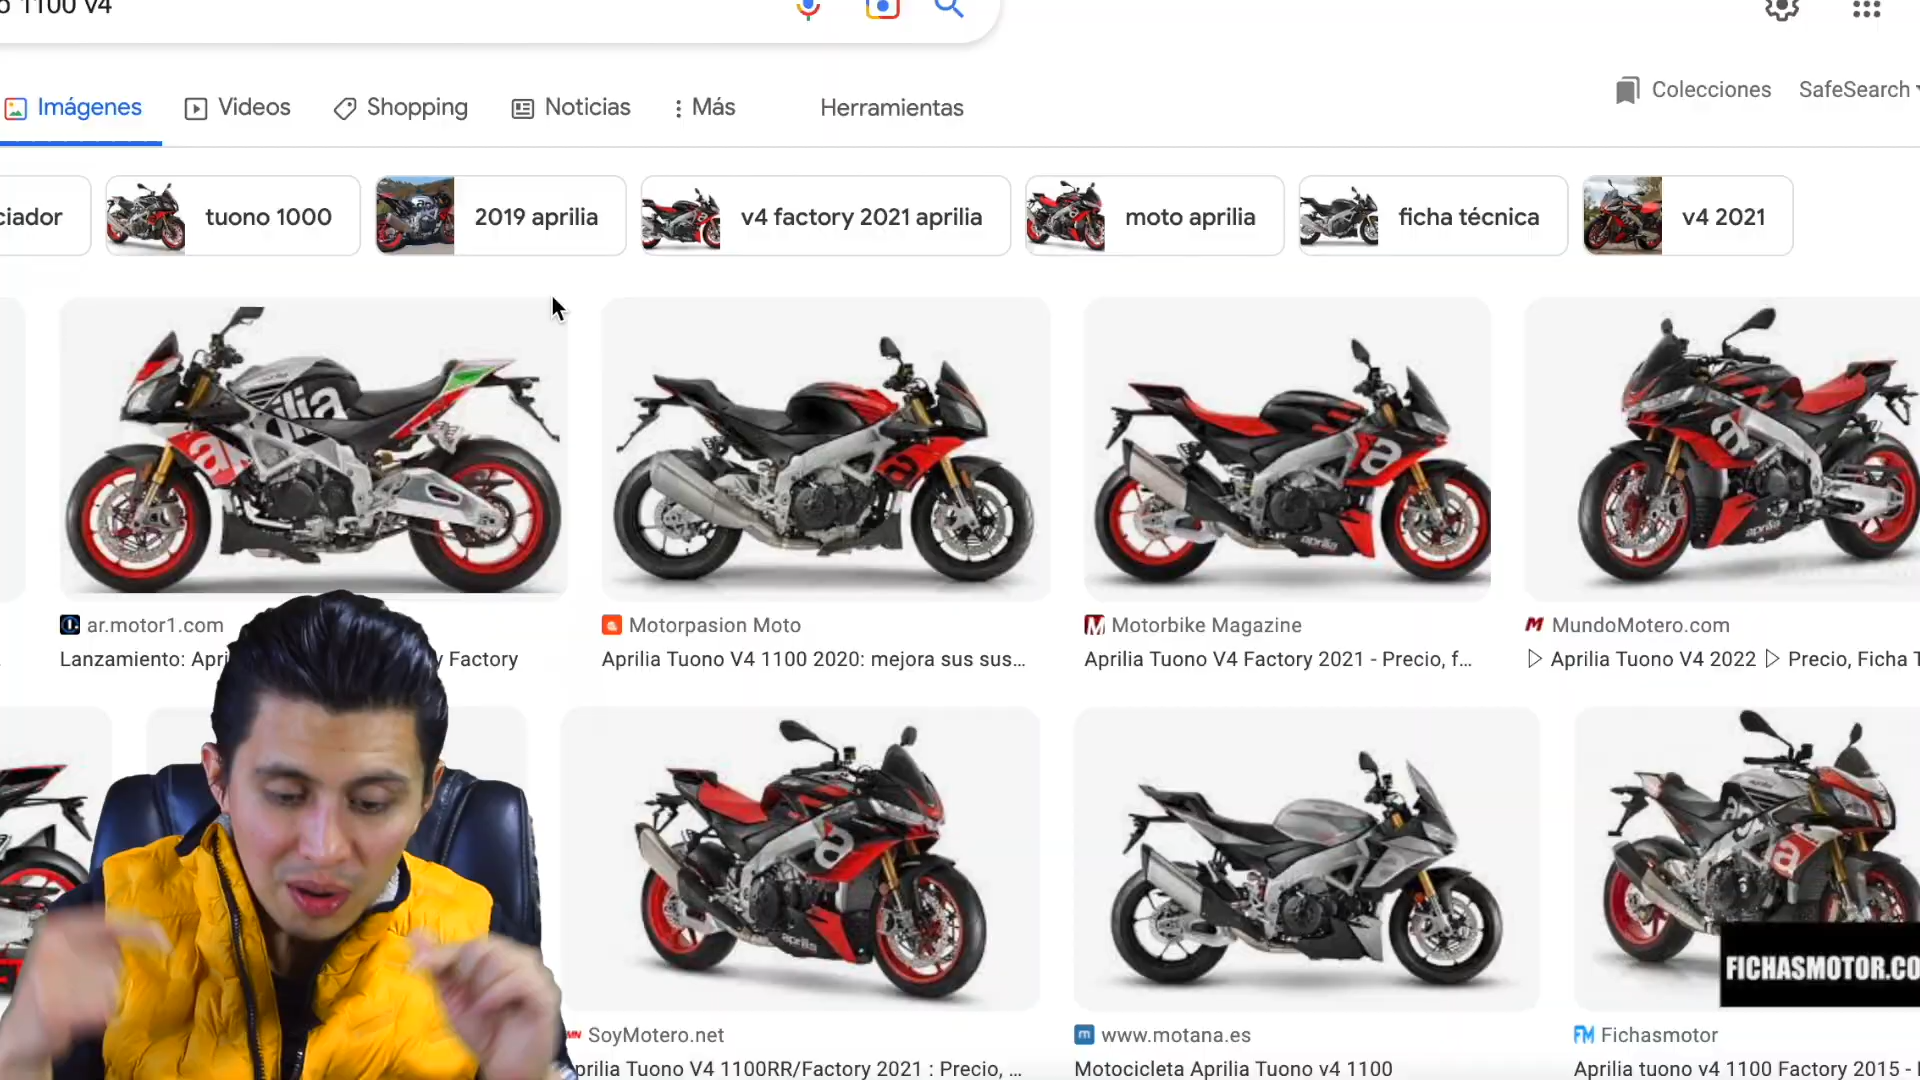 1100 v4
Imágenes
Videos
Shopping
Noticias
Más
Herramientas
Colecciones
SafeSearch
ciador
tuono 1000
2019 aprilia
v4 factory 2021 aprilia
moto aprilia
ficha técnica
v4 2021
ar.motor1.com
Motorpasion Moto
Motorbike Magazine
MundoMotero.com
Lanzamiento: Apri
Factory
Aprilia Tuono V4 1100 2020: mejora sus sus...
Aprilia Tuono V4 Factory 2021 - Precio, f...
Aprilia Tuono V4 2022 ▷ Precio, Ficha T
aprilia
aprilia
aprilia
FICHASMOTOR.CO
SoyMotero.net
www.motana.es
Fichasmotor
prilia Tuono V4 1100RR/Factory 2021 : Precio, ...
Motocicleta Aprilia Tuono v4 1100
Aprilia tuono v4 1100 Factory 2015 -